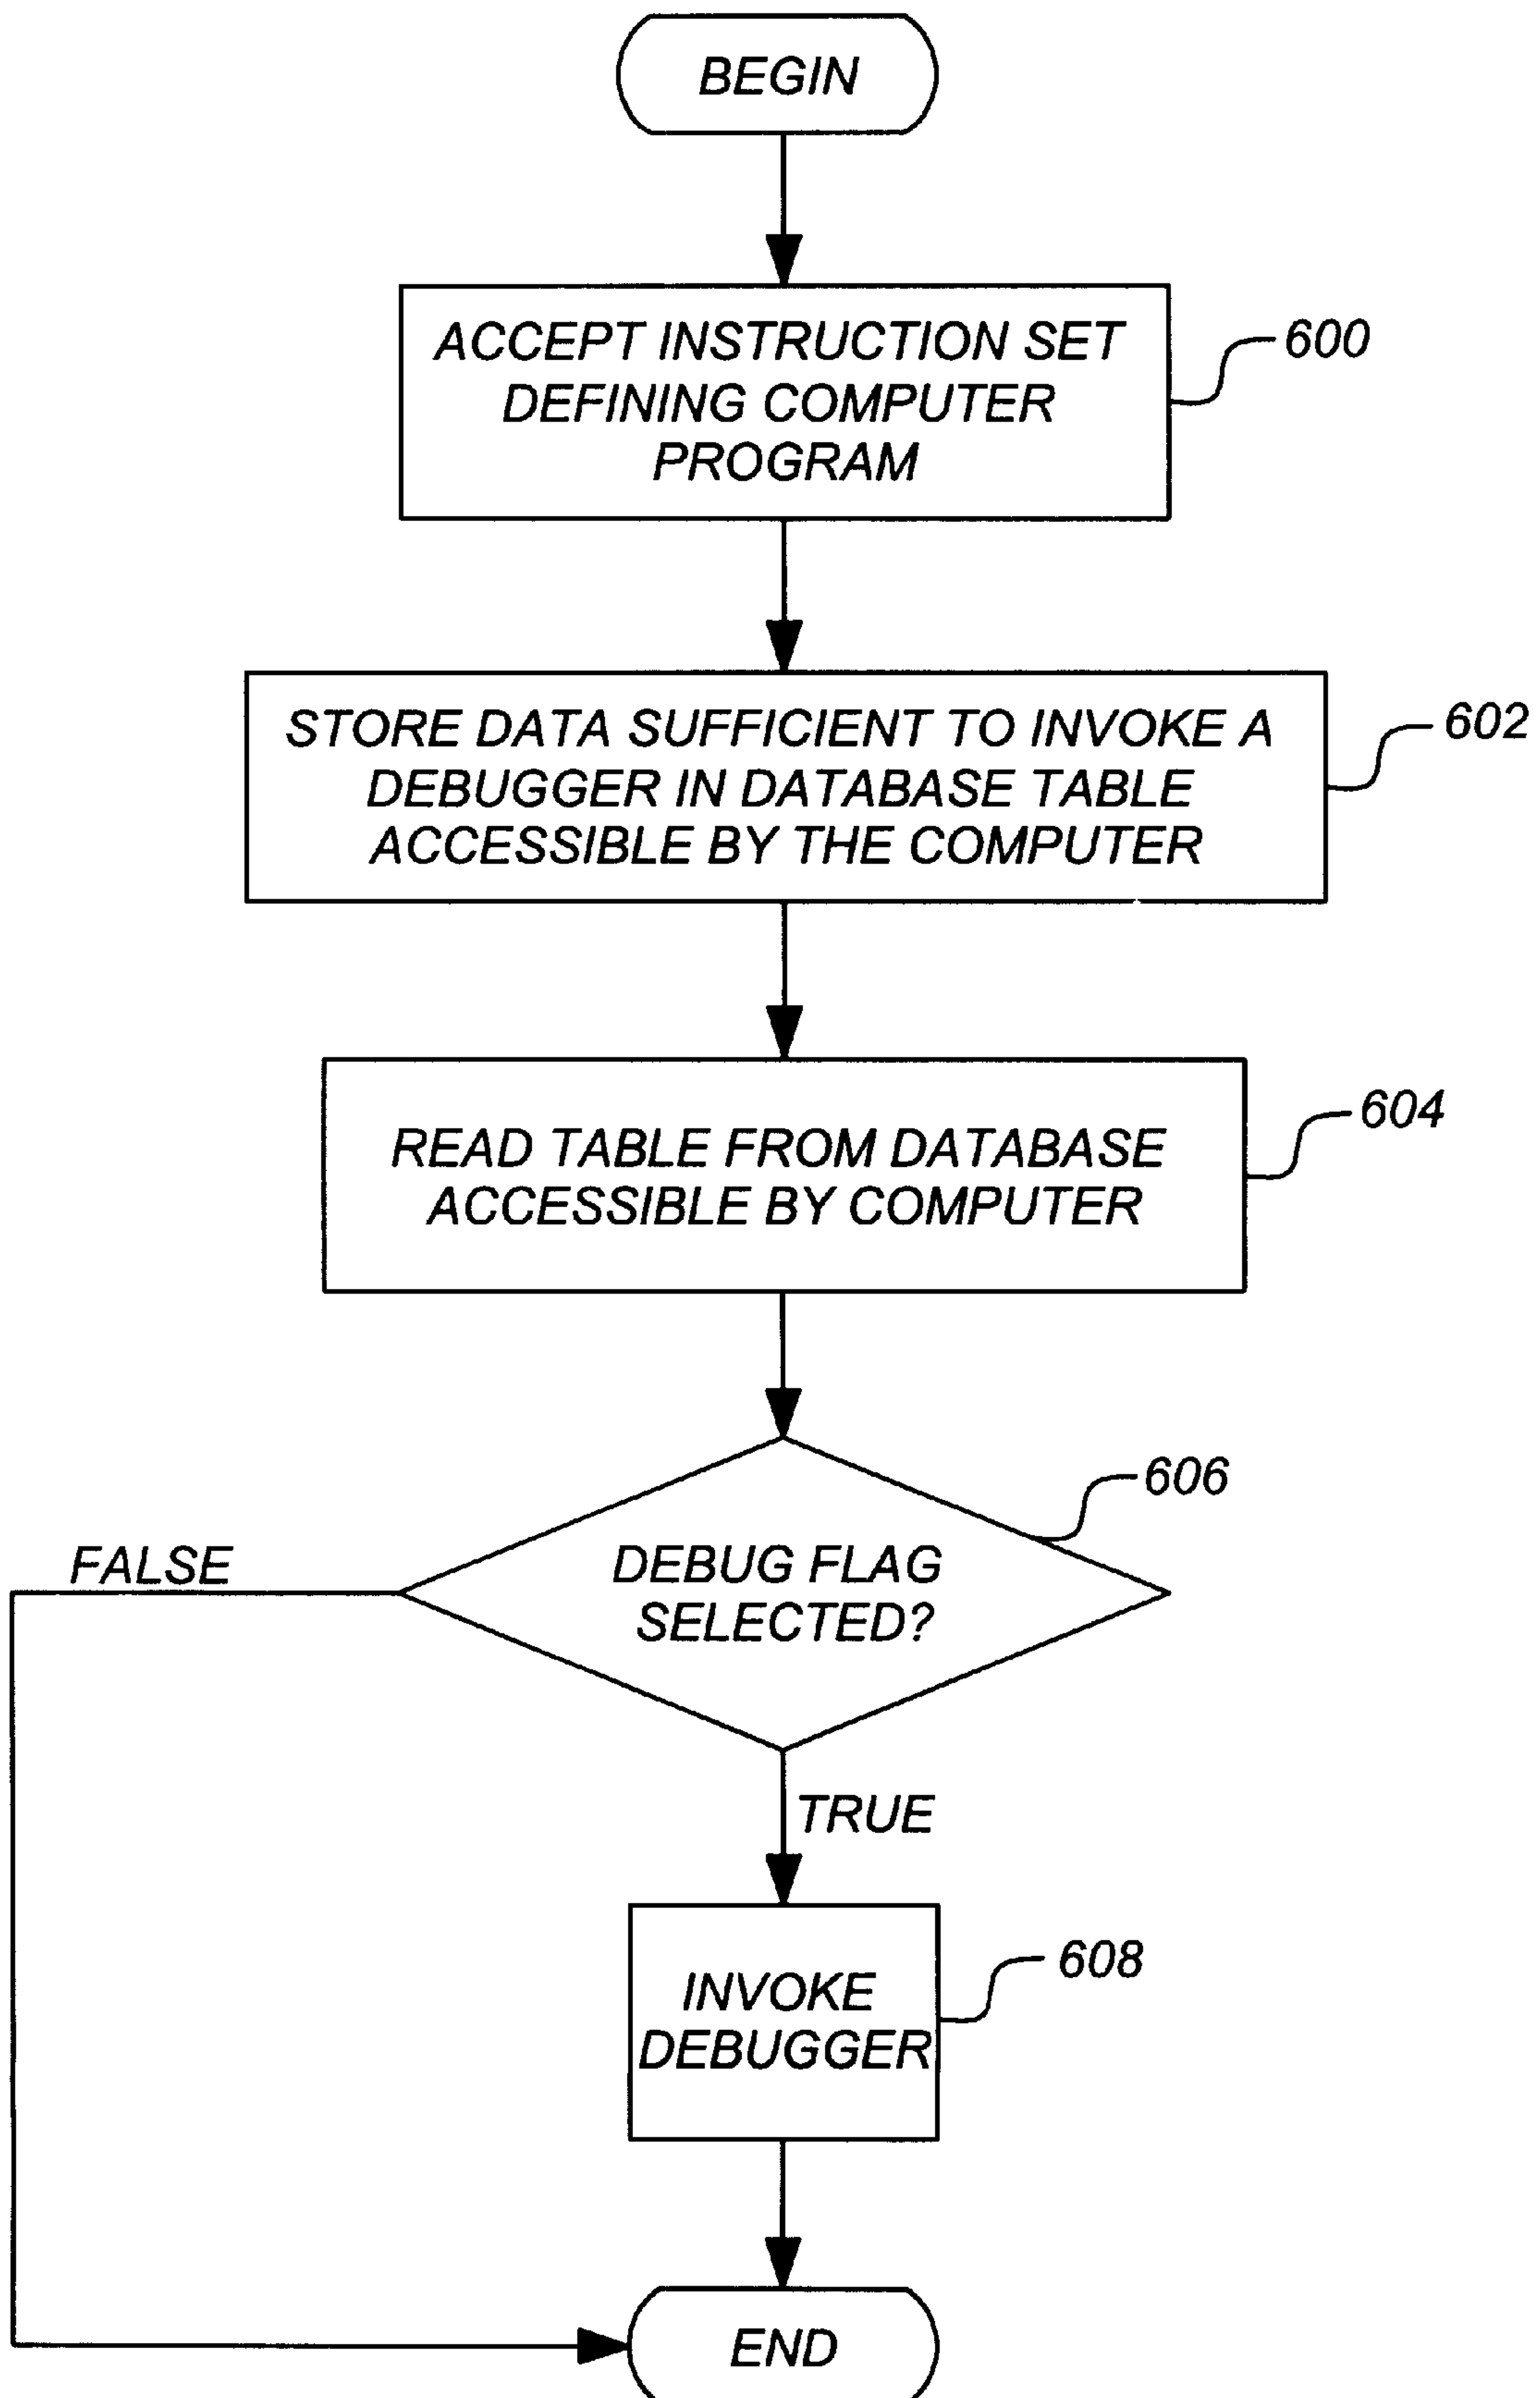 BEGIN
ACCEPT INSTRUCTION SET
DEFINING COMPUTER
PROGRAM
600
STORE DATA SUFFICIENT TO INVOKE A
DEBUGGER IN DATABASE TABLE
ACCESSIBLE BY THE COMPUTER
602
READ TABLE FROM DATABASE
ACCESSIBLE BY COMPUTER
604
606
FALSE
DEBUG FLAG
SELECTED?
TRUE
INVOKE
DEBUGGER
608
END